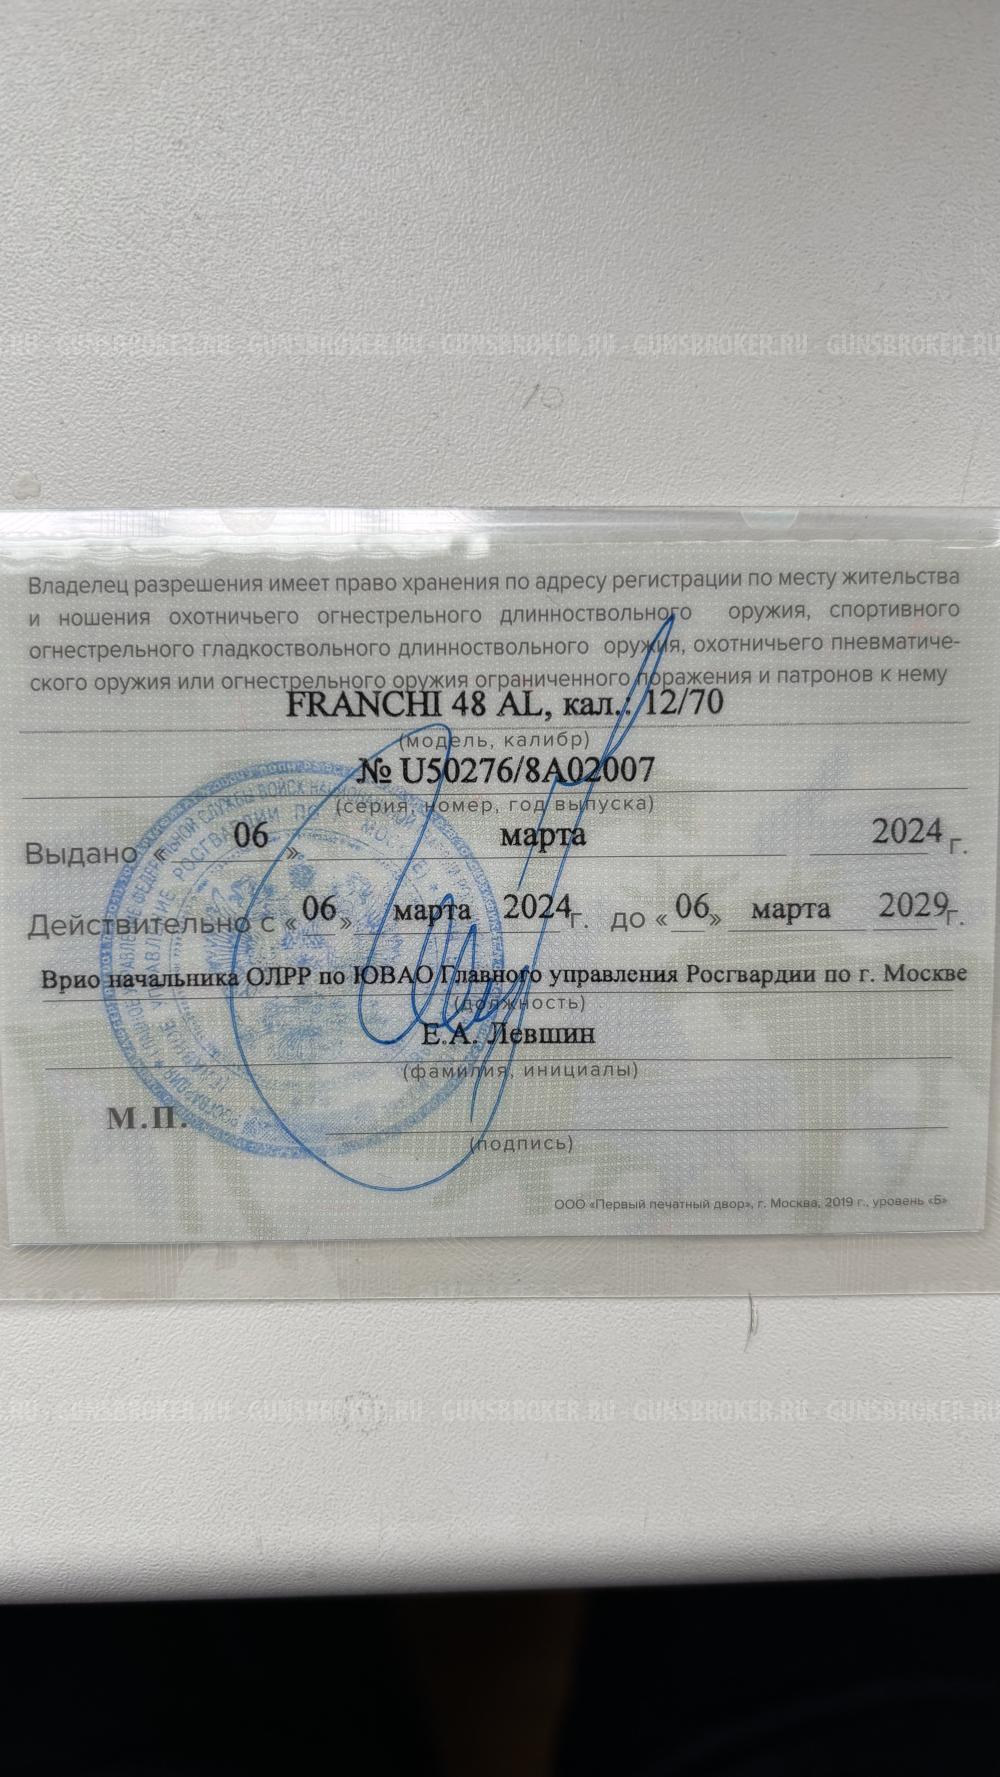 GUNSBROKER.RU GUNSBROKER.RU GUNSBROKER.RU GUNSBROKER.RU
Владелец разрешения имеет право хранения по адресу регистрации по месту жительства
и ношения охотничьего огнестрельного длинноствольного оружия, спортивного
огнестрельного гладкоствольного длинноствольного оружия, охотничьего пневматиче-
ского оружия или огнестрельного оружия ограниченного поражения и патронов к нему
FRANCHI 48 AL, кал.: 12/70
(модель, калибр)
№ U50276/8A02007
(серия, номер, год выпуска)
Выдано « 06 » марта 2024 г.
Действительно с « 06 » марта 2024 г. до « 06 » марта 2029 г.
Врио начальника ОЛРР по ЮВАО Главного управления Росгвардии по г. Москве
(должность)
Е.А. Левшин
(фамилия, инициалы)
М.П.
(подпись)
ООО «Первый печатный двор», г. Москва, 2019 г., уровень «Б»
GUNSBROKER.RU GUNSBROKER.RU GUNSBROKER.RU GUNSBROKER.RU